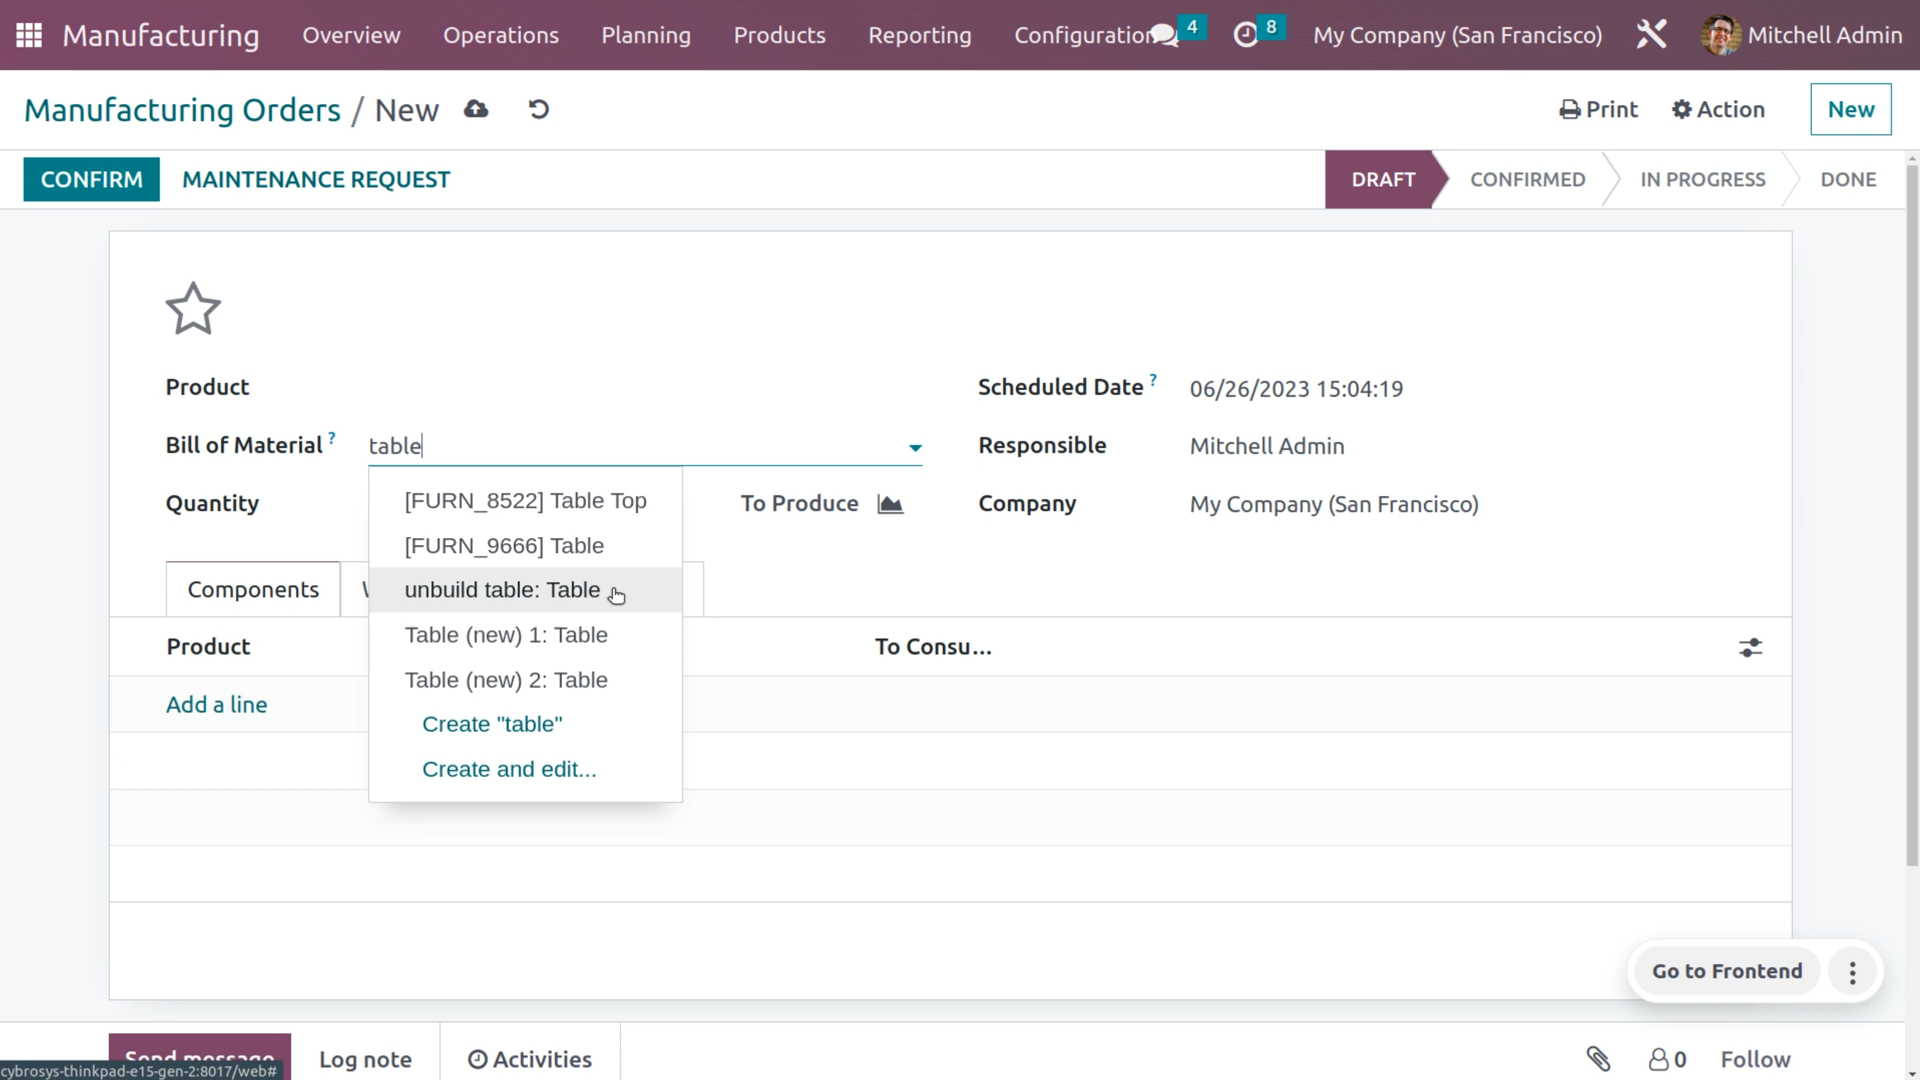 Manufacturing Overview Operations Planning Products Reporting Configuration 4 8 My Company (San Francisco) Mitchell Admin
Manufacturing Orders / New Print Action New
CONFIRM MAINTENANCE REQUEST DRAFT CONFIRMED IN PROGRESS DONE
Product Scheduled Date ? 06/26/2023 15:04:19
Bill of Material ? table Responsible Mitchell Admin
Quantity To Produce Company My Company (San Francisco)
[FURN_8522] Table Top
[FURN_9666] Table
unbuild table: Table
Table (new) 1: Table
Table (new) 2: Table
Create "table"
Create and edit...
Components
Product To Consu...
Add a line
Go to Frontend
Send message Log note Activities 0 Follow
cybrosys-thinkpad-e15-gen-2:8017/web#